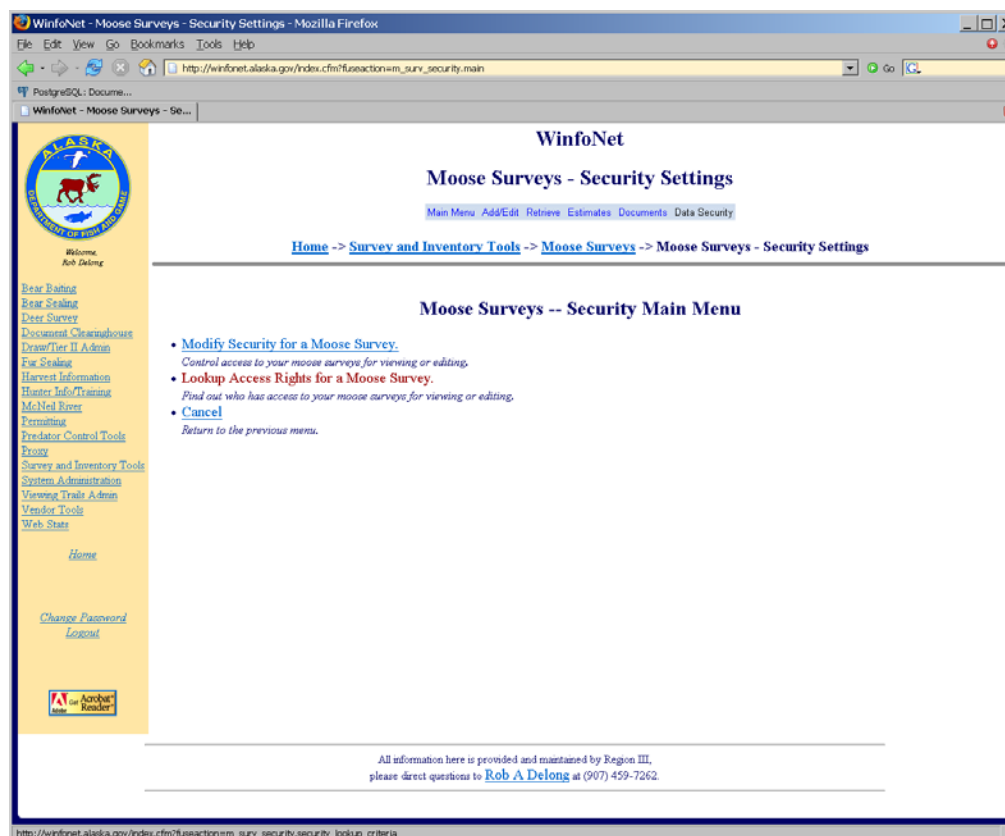 WinfoNet - Moose Surveys - Security Settings - Mozilla Firefox
File Edit View Go Bookmarks Tools Help
http://winfonet.alaska.gov/index.cfm?fuseaction=m_surv_security.main
Go
PostgreSQL: Docume...
WinfoNet - Moose Surveys - Se...
ALASKA
DEPARTMENT OF FISH AND GAME
Welcome,
Rob Delong
Bear Baiting
Bear Sealing
Deer Survey
Document Clearinghouse
Draw/Tier II Admin
Fur Sealing
Harvest Information
Hunter Info/Training
McNeil River
Permitting
Predator Control Tools
Proxy
Survey and Inventory Tools
System Administration
Viewing Trails Admin
Vendor Tools
Web Stats
Home
Change Password
Logout
Adobe
Get Acrobat®
Reader®
WinfoNet
Moose Surveys - Security Settings
Main Menu Add/Edit Retrieve Estimates Documents Data Security
Home -> Survey and Inventory Tools -> Moose Surveys -> Moose Surveys - Security Settings
Moose Surveys -- Security Main Menu
• Modify Security for a Moose Survey.
Control access to your moose surveys for viewing or editing.
• Lookup Access Rights for a Moose Survey.
Find out who has access to your moose surveys for viewing or editing.
• Cancel
Return to the previous menu.
All information here is provided and maintained by Region III,
please direct questions to Rob A Delong at (907) 459-7262.
http://winfonet.alaska.gov/index.cfm?fuseaction=m_surv_security.security_lookup_criteria